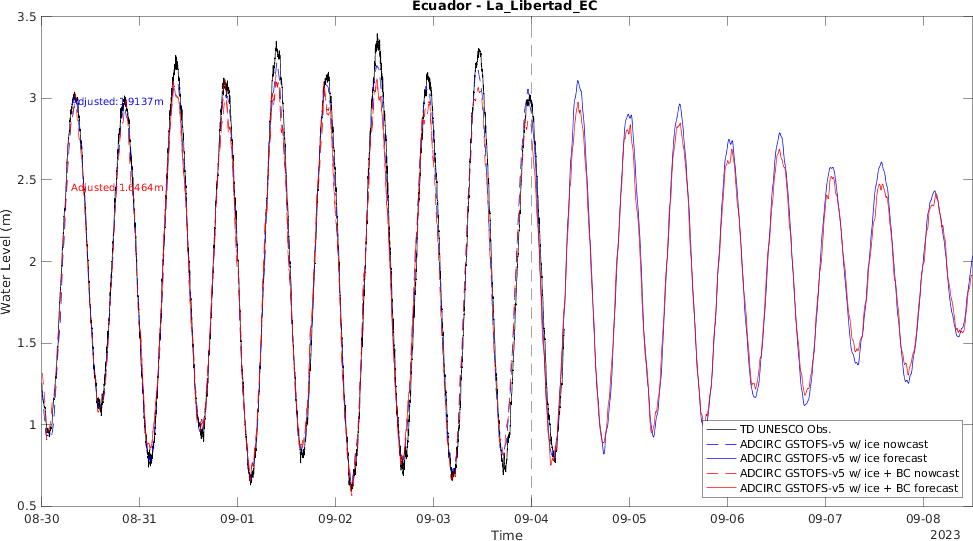 Ecuador - La_Libertad_EC
3.5
3
2.5
2
1.5
1
0.5
Water Level (m)
Adjusted:1.9137m
Adjusted:1.6464m
TD UNESCO Obs.
ADCIRC GSTOFS-v5 w/ ice nowcast
ADCIRC GSTOFS-v5 w/ ice forecast
ADCIRC GSTOFS-v5 w/ ice + BC nowcast
ADCIRC GSTOFS-v5 w/ ice + BC forecast
08-30 08-31 09-01 09-02 09-03 09-04 09-05 09-06 09-07 09-08
Time
2023